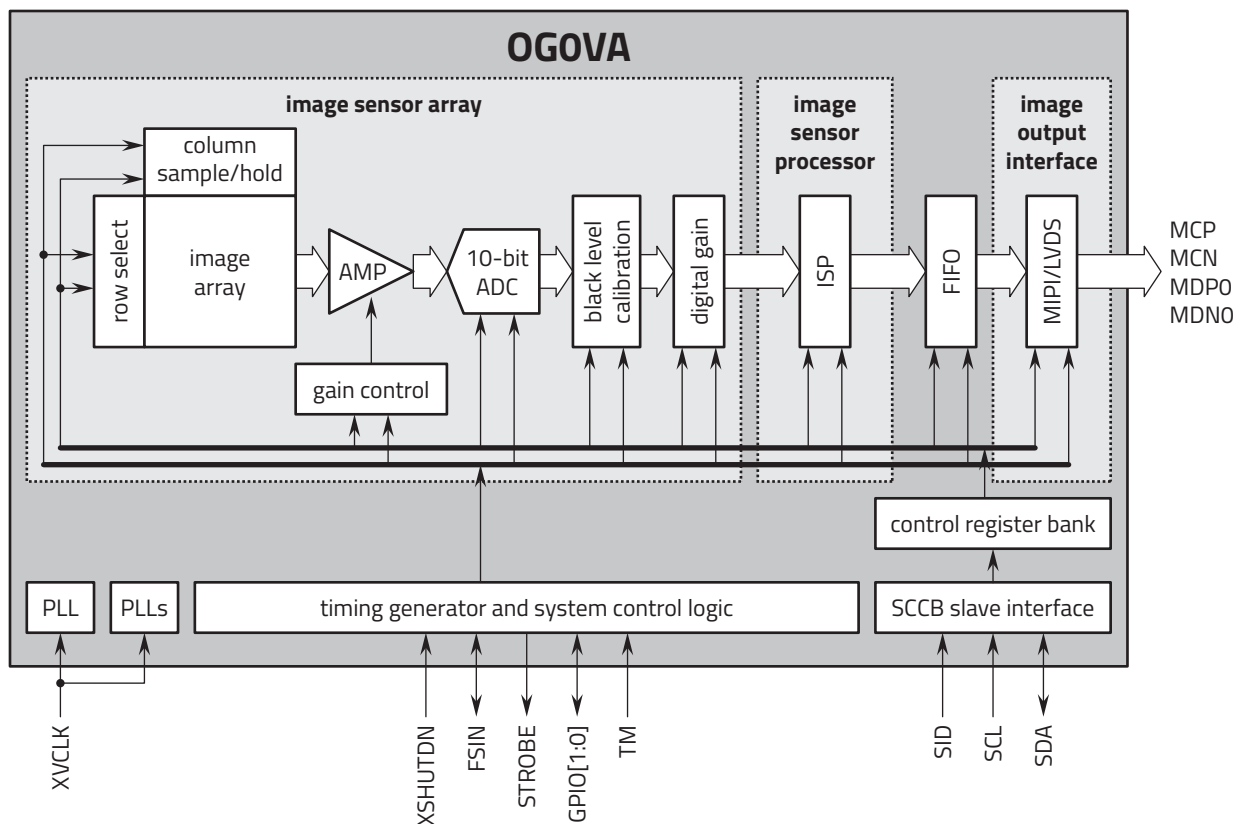 OG0VA
image sensor array
image
sensor
processor
image
output
interface
column
sample/hold
row select
image
array
AMP
10-bit
ADC
black level
calibration
digital gain
ISP
FIFO
MIPI/LVDS
MCP
MCN
MDP0
MDN0
gain control
control register bank
PLL
PLLs
timing generator and system control logic
SCCB slave interface
XVCLK
XSHUTDN
FSIN
STROBE
GPIO[1:0]
TM
SID
SCL
SDA